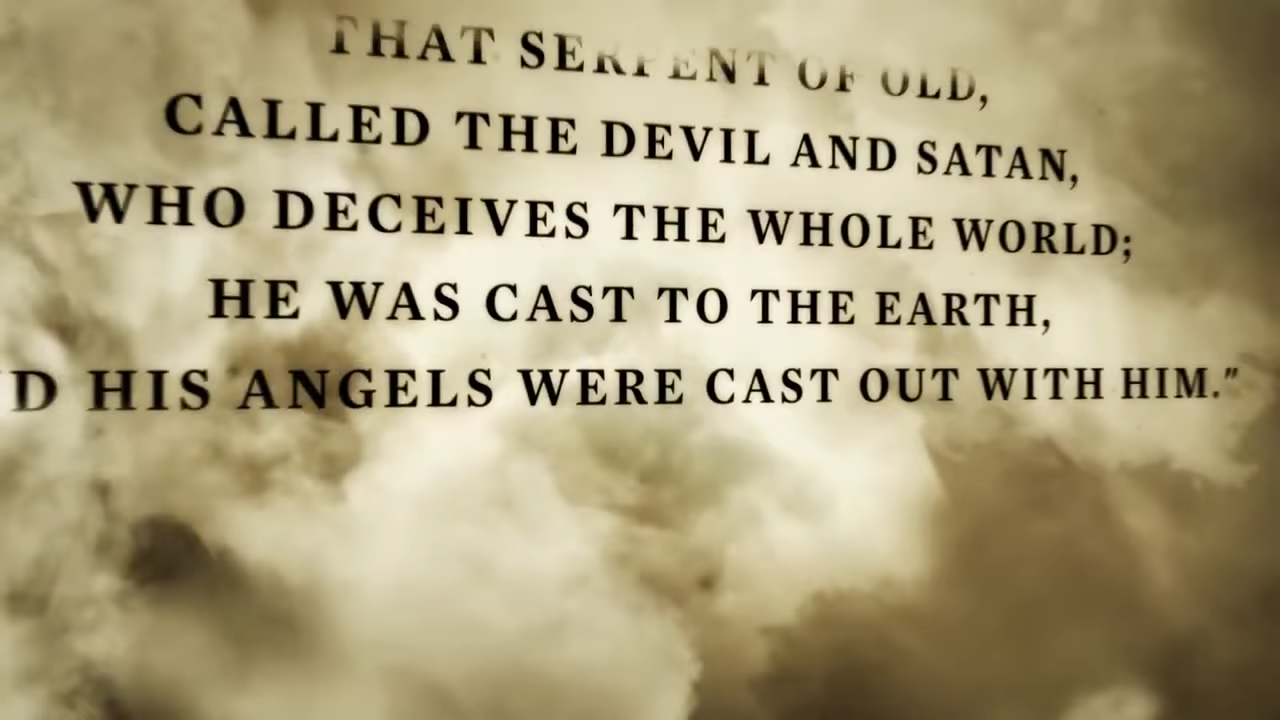 THAT SERPENT OF OLD,
CALLED THE DEVIL AND SATAN,
WHO DECEIVES THE WHOLE WORLD;
HE WAS CAST TO THE EARTH,
D HIS ANGELS WERE CAST OUT WITH HIM."